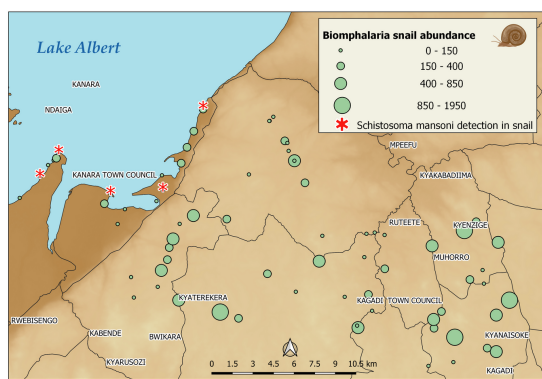 Biomphalaria snail abundance
0 - 150
150 - 400
400 - 850
850 - 1950
Schistosoma mansoni detection in snail
Lake Albert
KANARA
NDAIGA
MPEEFU
KANARA TOWN COUNCIL
KYAKABADIIMA
RUTEETE
KYENZIGE
MUHORRO
KYATEREKERA
KAGADI TOWN COUNCIL
RWEBISENGO
KABENDE
BWIKARA
KYANAISOKE
KYARUSOZI
KAGADI
0 1.5 3 4.5 6 7.5 9 10.5 km